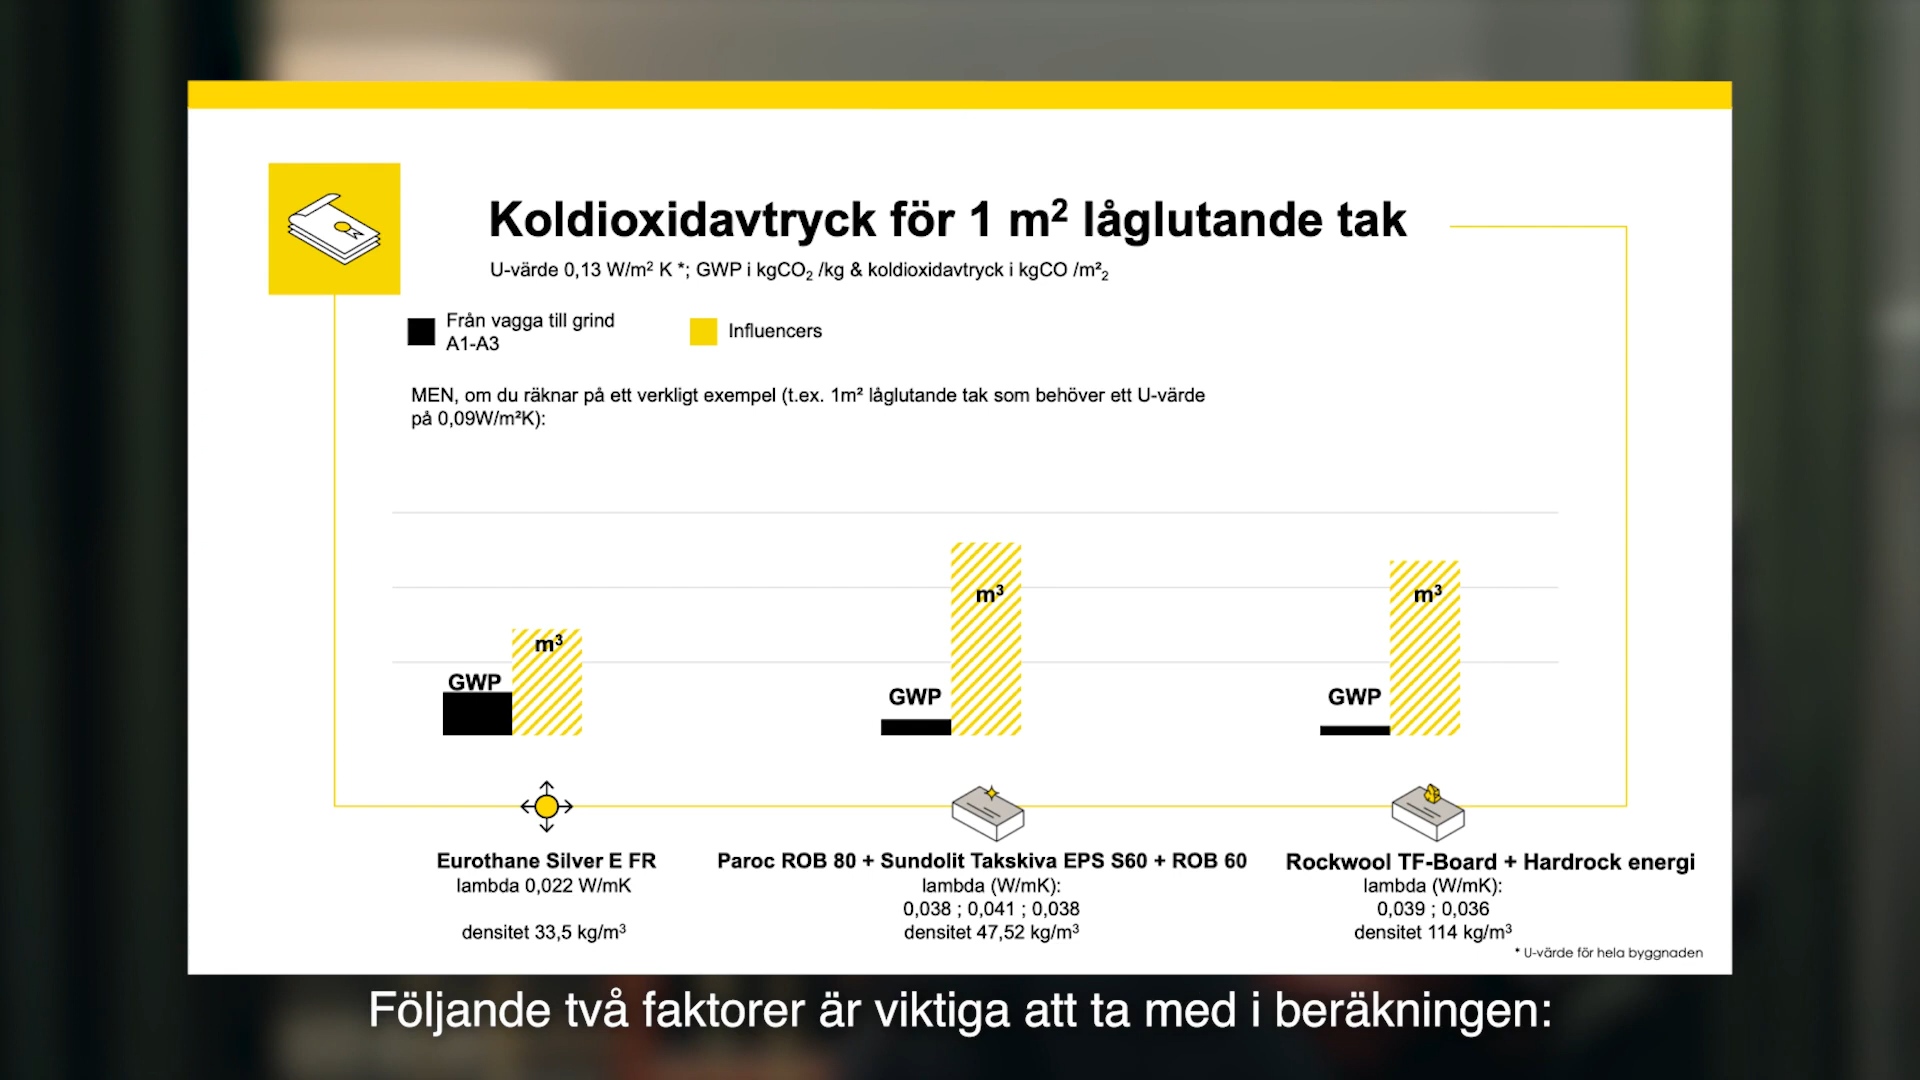 Koldioxidavtryck för 1 m² låglutande tak
U-värde 0,13 W/m² K *; GWP i kgCO₂ /kg & koldioxidavtryck i kgCO /m²₂
Från vagga till grind
A1-A3
Influencers
MEN, om du räknar på ett verkligt exempel (t.ex. 1m² låglutande tak som behöver ett U-värde
på 0,09W/m²K):
GWP
m³
GWP
m³
GWP
m³
Eurothane Silver E FR
lambda 0,022 W/mK
densitet 33,5 kg/m³
Paroc ROB 80 + Sundolit Takskiva EPS S60 + ROB 60
lambda (W/mK):
0,038 ; 0,041 ; 0,038
densitet 47,52 kg/m³
Rockwool TF-Board + Hardrock energi
lambda (W/mK):
0,039 ; 0,036
densitet 114 kg/m³
* U-värde för hela byggnaden
Följande två faktorer är viktiga att ta med i beräkningen: